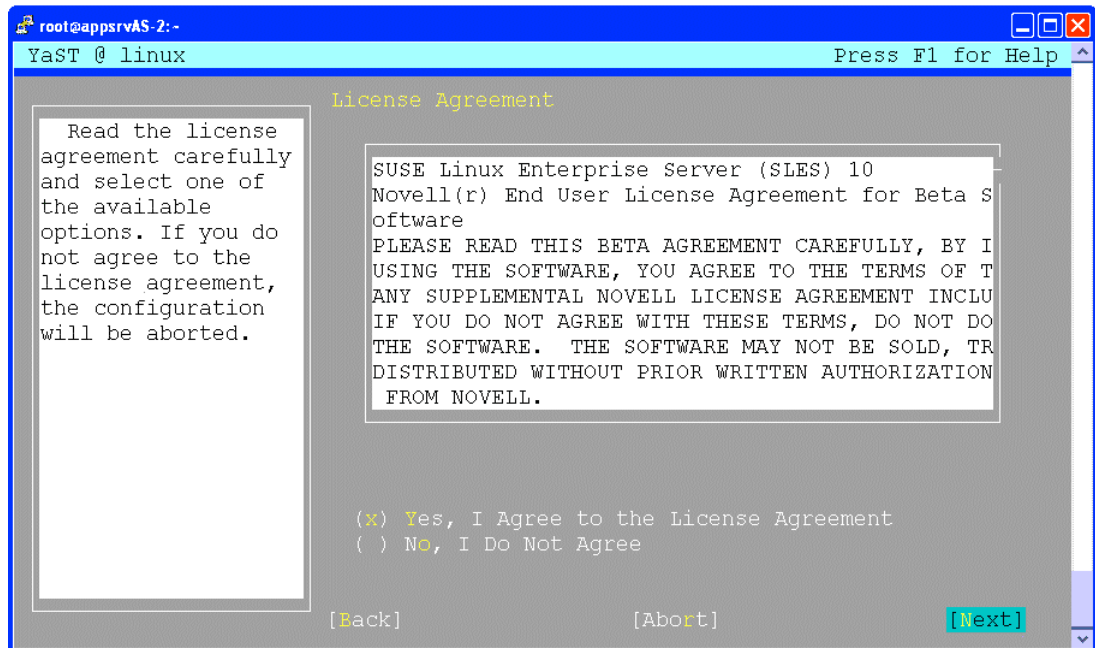 root@appsrvAS-2:~
YaST @ linux Press F1 for Help
License Agreement
Read the license
agreement carefully
and select one of
the available
options. If you do
not agree to the
license agreement,
the configuration
will be aborted.
SUSE Linux Enterprise Server (SLES) 10
Novell(r) End User License Agreement for Beta S
oftware
PLEASE READ THIS BETA AGREEMENT CAREFULLY, BY I
USING THE SOFTWARE, YOU AGREE TO THE TERMS OF T
ANY SUPPLEMENTAL NOVELL LICENSE AGREEMENT INCLU
IF YOU DO NOT AGREE WITH THESE TERMS, DO NOT DO
THE SOFTWARE.  THE SOFTWARE MAY NOT BE SOLD, TR
DISTRIBUTED WITHOUT PRIOR WRITTEN AUTHORIZATION
FROM NOVELL.
(x) Yes, I Agree to the License Agreement
( ) No, I Do Not Agree
[Back] [Abort] [Next]